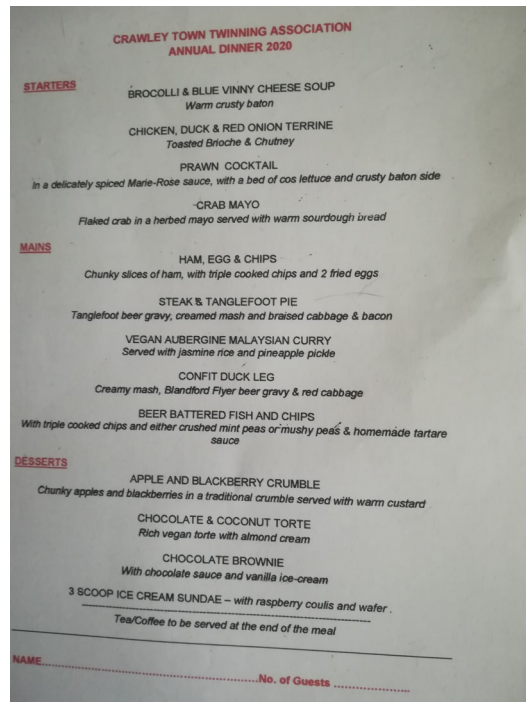 CRAWLEY TOWN TWINNING ASSOCIATION
ANNUAL DINNER 2020
STARTERS
BROCOLLI & BLUE VINNY CHEESE SOUP
Warm crusty baton
CHICKEN, DUCK & RED ONION TERRINE
Toasted Brioche & Chutney
PRAWN COCKTAIL
in a delicately spiced Marie-Rose sauce, with a bed of cos lettuce and crusty baton side
CRAB MAYO
Flaked crab in a herbed mayo served with warm sourdough bread
MAINS
HAM, EGG & CHIPS
Chunky slices of ham, with triple cooked chips and 2 fried eggs
STEAK & TANGLEFOOT PIE
Tanglefoot beer gravy, creamed mash and braised cabbage & bacon
VEGAN AUBERGINE MALAYSIAN CURRY
Served with jasmine rice and pineapple pickle
CONFIT DUCK LEG
Creamy mash, Blandford Flyer beer gravy & red cabbage
BEER BATTERED FISH AND CHIPS
With triple cooked chips and either crushed mint peas or mushy peas & homemade tartare
sauce
DESSERTS
APPLE AND BLACKBERRY CRUMBLE
Chunky apples and blackberries in a traditional crumble served with warm custard
CHOCOLATE & COCONUT TORTE
Rich vegan torte with almond cream
CHOCOLATE BROWNIE
With chocolate sauce and vanilla ice-cream
3 SCOOP ICE CREAM SUNDAE – with raspberry coulis and wafer .
Tea/Coffee to be served at the end of the meal
NAME..........................................................No. of Guests ....................